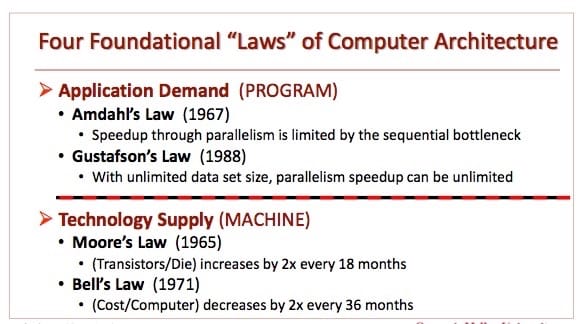 Four Foundational “Laws” of Computer Architecture
➢ Application Demand (PROGRAM)
• Amdahl’s Law (1967)
• Speedup through parallelism is limited by the sequential bottleneck
• Gustafson’s Law (1988)
• With unlimited data set size, parallelism speedup can be unlimited
➢ Technology Supply (MACHINE)
• Moore’s Law (1965)
• (Transistors/Die) increases by 2x every 18 months
• Bell’s Law (1971)
• (Cost/Computer) decreases by 2x every 36 months